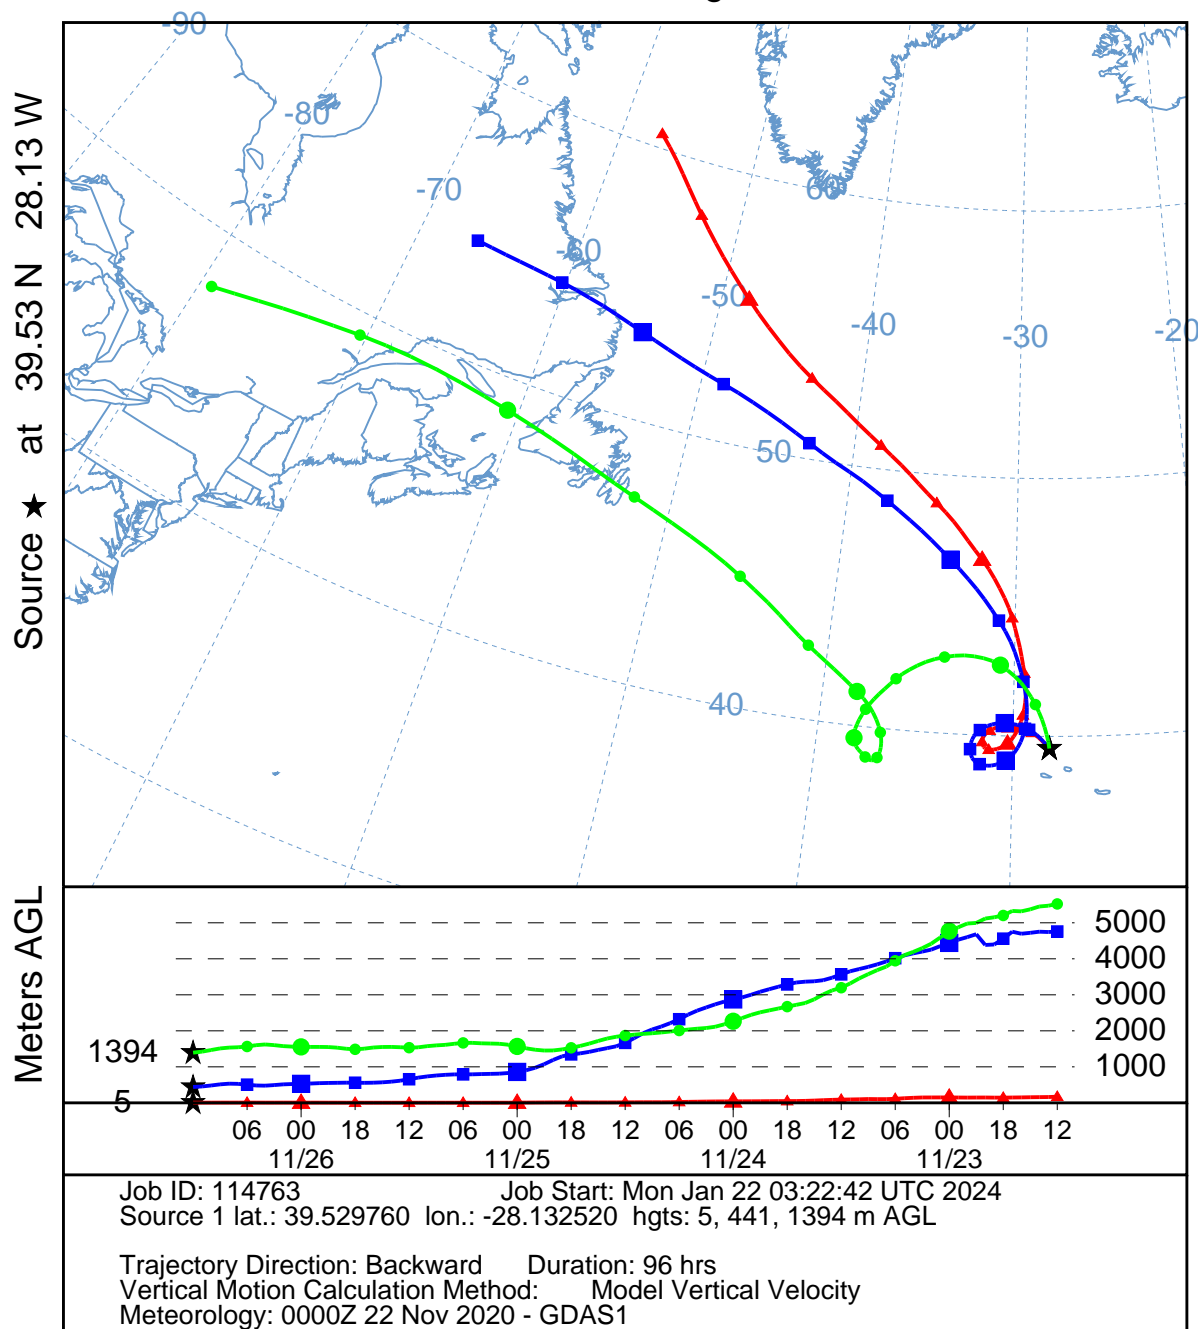 -90
-80
-70
-60
60
-50
-40
-30
-20
50
40
Source ★ at 39.53 N 28.13 W
Meters AGL
5000
4000
3000
2000
1000
1394
5
06 00 18 12 06 00 18 12 06 00 18 12 06 00 18 12
11/26 11/25 11/24 11/23
Job ID: 114763 Job Start: Mon Jan 22 03:22:42 UTC 2024
Source 1 lat.: 39.529760 lon.: -28.132520 hgts: 5, 441, 1394 m AGL
Trajectory Direction: Backward Duration: 96 hrs
Vertical Motion Calculation Method: Model Vertical Velocity
Meteorology: 0000Z 22 Nov 2020 - GDAS1